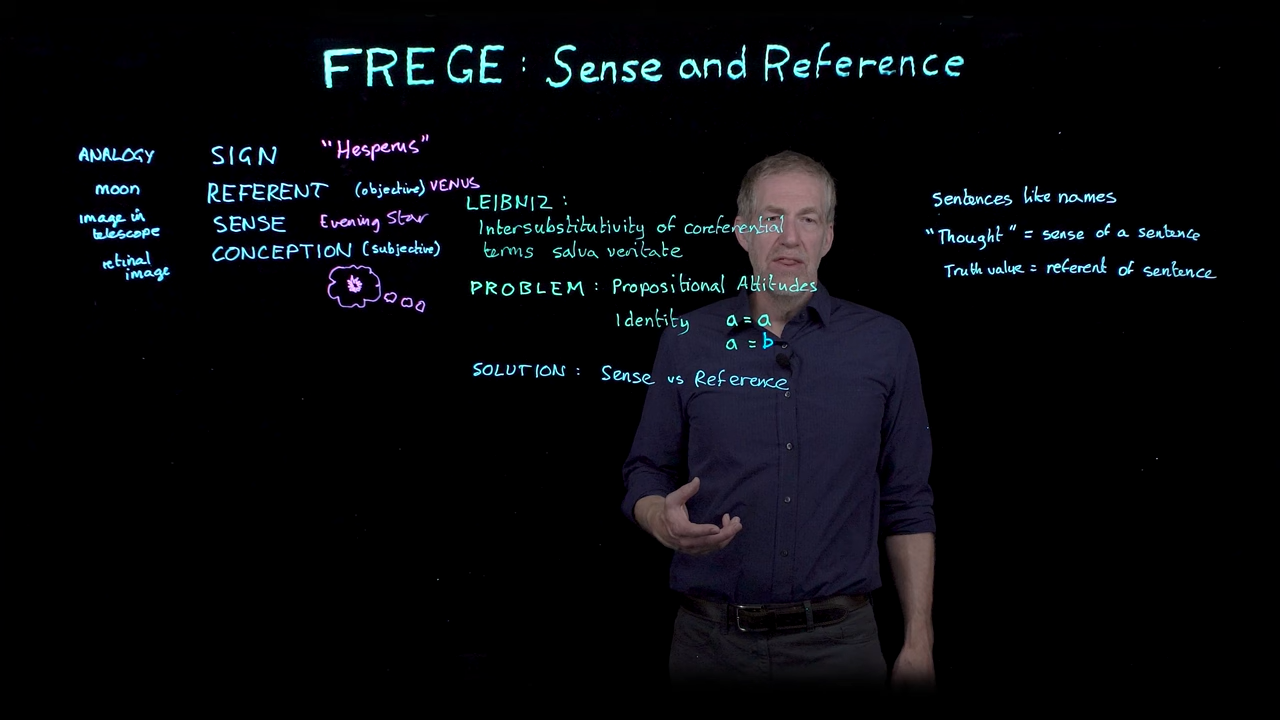 FREGE: Sense and Reference
ANALOGY SIGN "Hesperus"
moon REFERENT (objective) VENUS
image in telescope SENSE Evening Star
retinal image CONCEPTION (subjective)
LEIBNIZ:
Intersubstitutivity of coreferential
terms salva veritate
PROBLEM: Propositional Attitudes
Identity a = a
a = b
SOLUTION: Sense vs Reference
Sentences like names
"Thought" = sense of a sentence
Truth value = referent of sentence